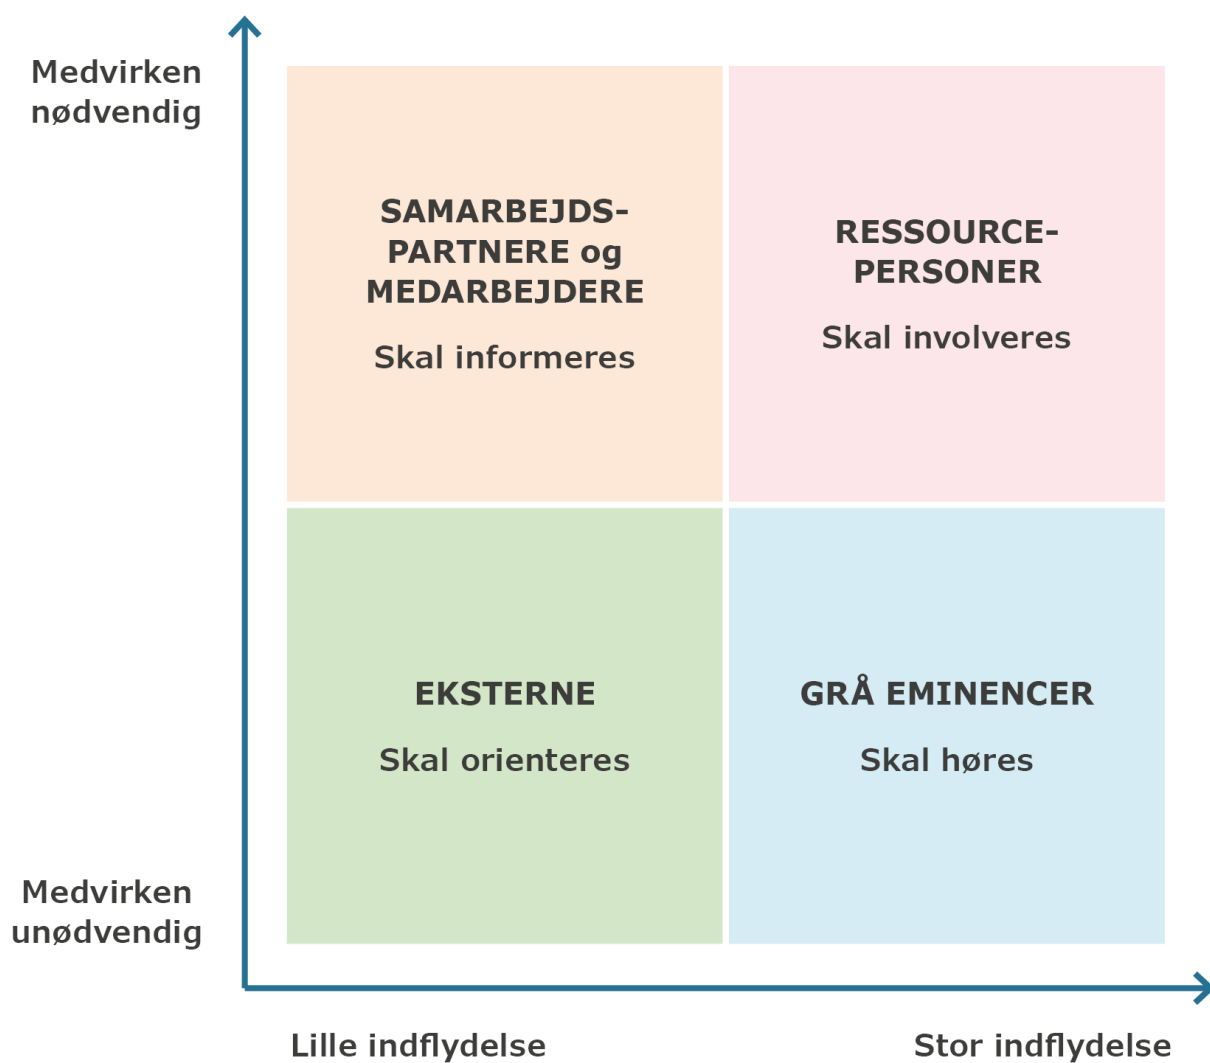 Medvirken
nødvendig
SAMARBEJDS-
PARTNERE og
MEDARBEJDERE
Skal informeres
RESSOURCE-
PERSONER
Skal involveres
EKSTERNE
Skal orienteres
GRÅ EMINENCER
Skal høres
Medvirken
unødvendig
Lille indflydelse
Stor indflydelse